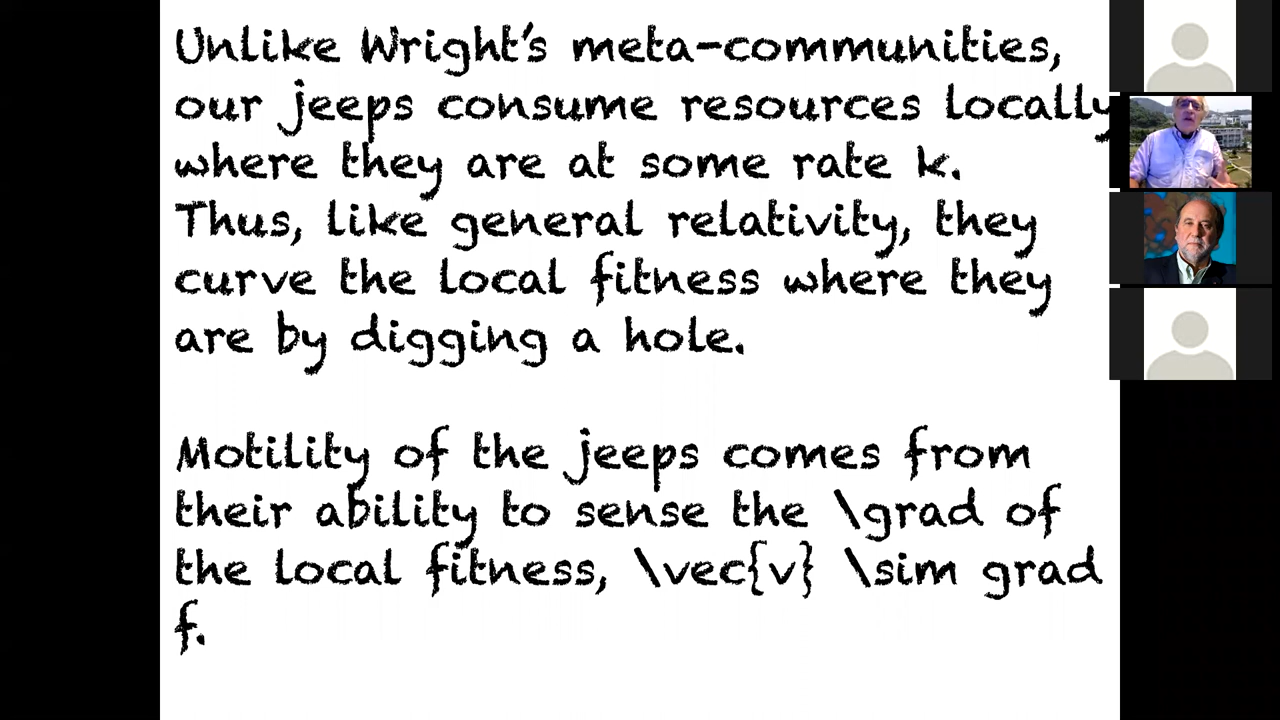 Unlike Wright's meta-communities,
our jeeps consume resources locally
where they are at some rate k.
Thus, like general relativity, they
curve the local fitness where they
are by digging a hole.
Motility of the jeeps comes from
their ability to sense the \grad of
the local fitness, \vec{v} \sim grad
f.